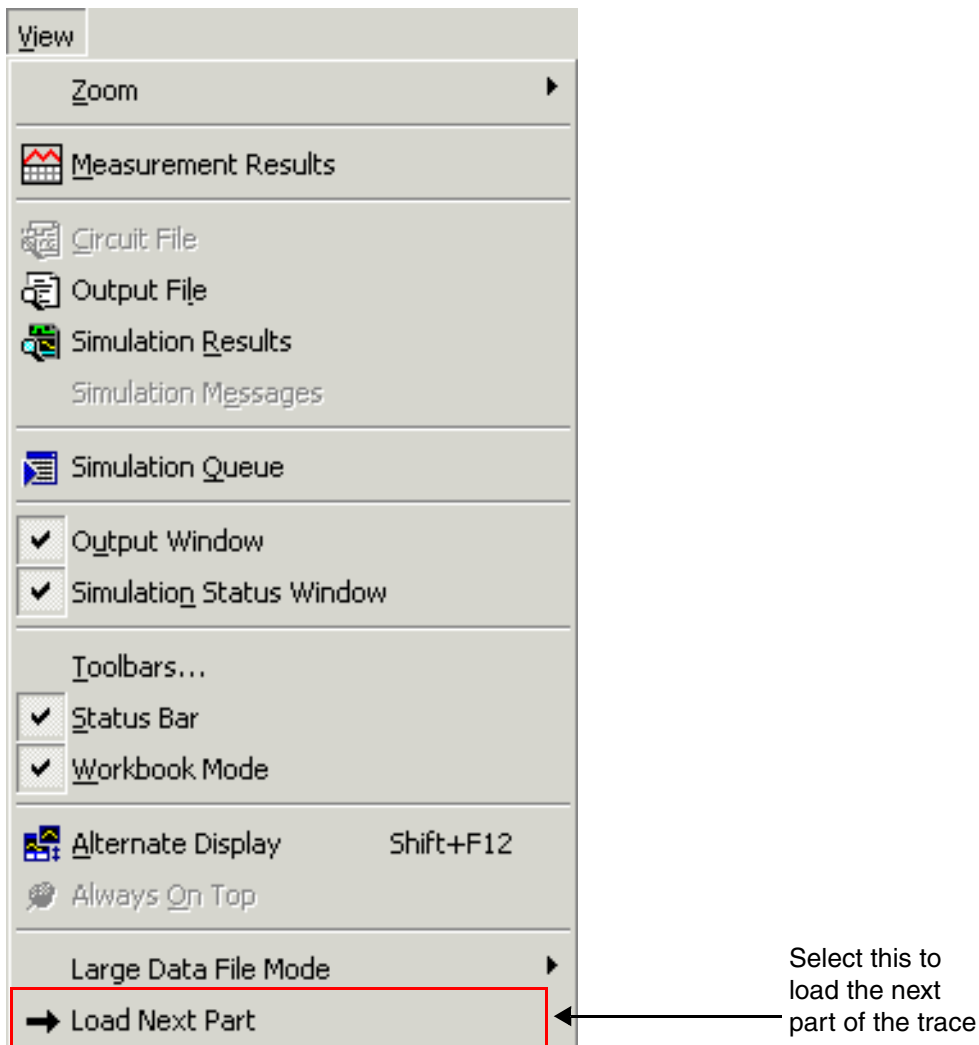 View
Zoom
Measurement Results
Circuit File
Output File
Simulation Results
Simulation Messages
Simulation Queue
Output Window
Simulation Status Window
Toolbars...
Status Bar
Workbook Mode
Alternate Display Shift+F12
Always On Top
Large Data File Mode
Load Next Part
Select this to
load the next
part of the trace